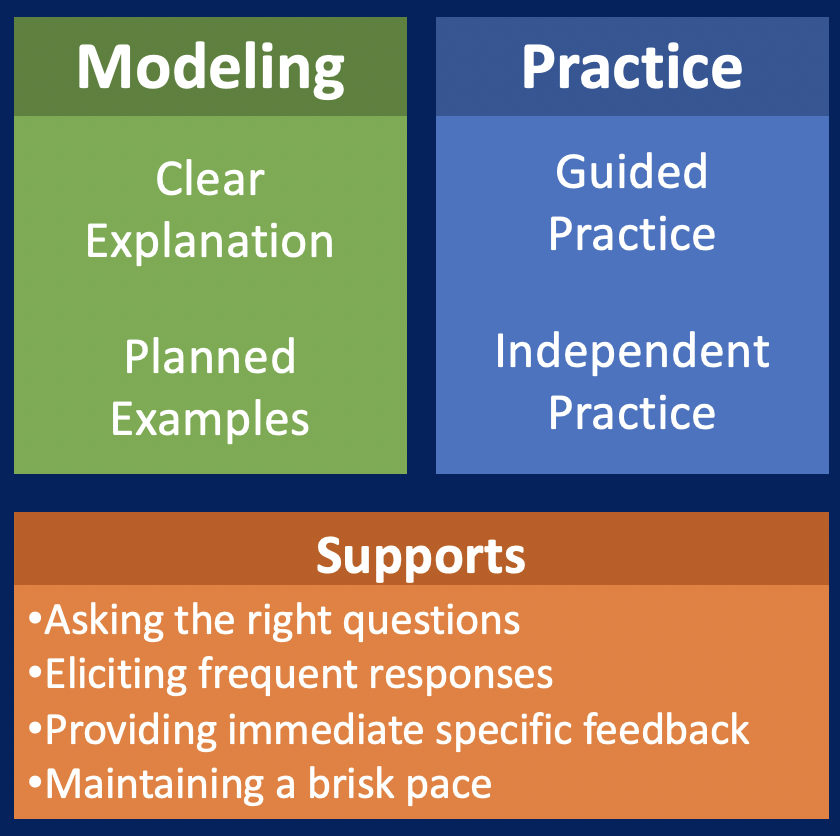 Modeling
Clear
Explanation
Planned
Examples
Practice
Guided
Practice
Independent
Practice
Supports
•Asking the right questions
•Eliciting frequent responses
•Providing immediate specific feedback
•Maintaining a brisk pace